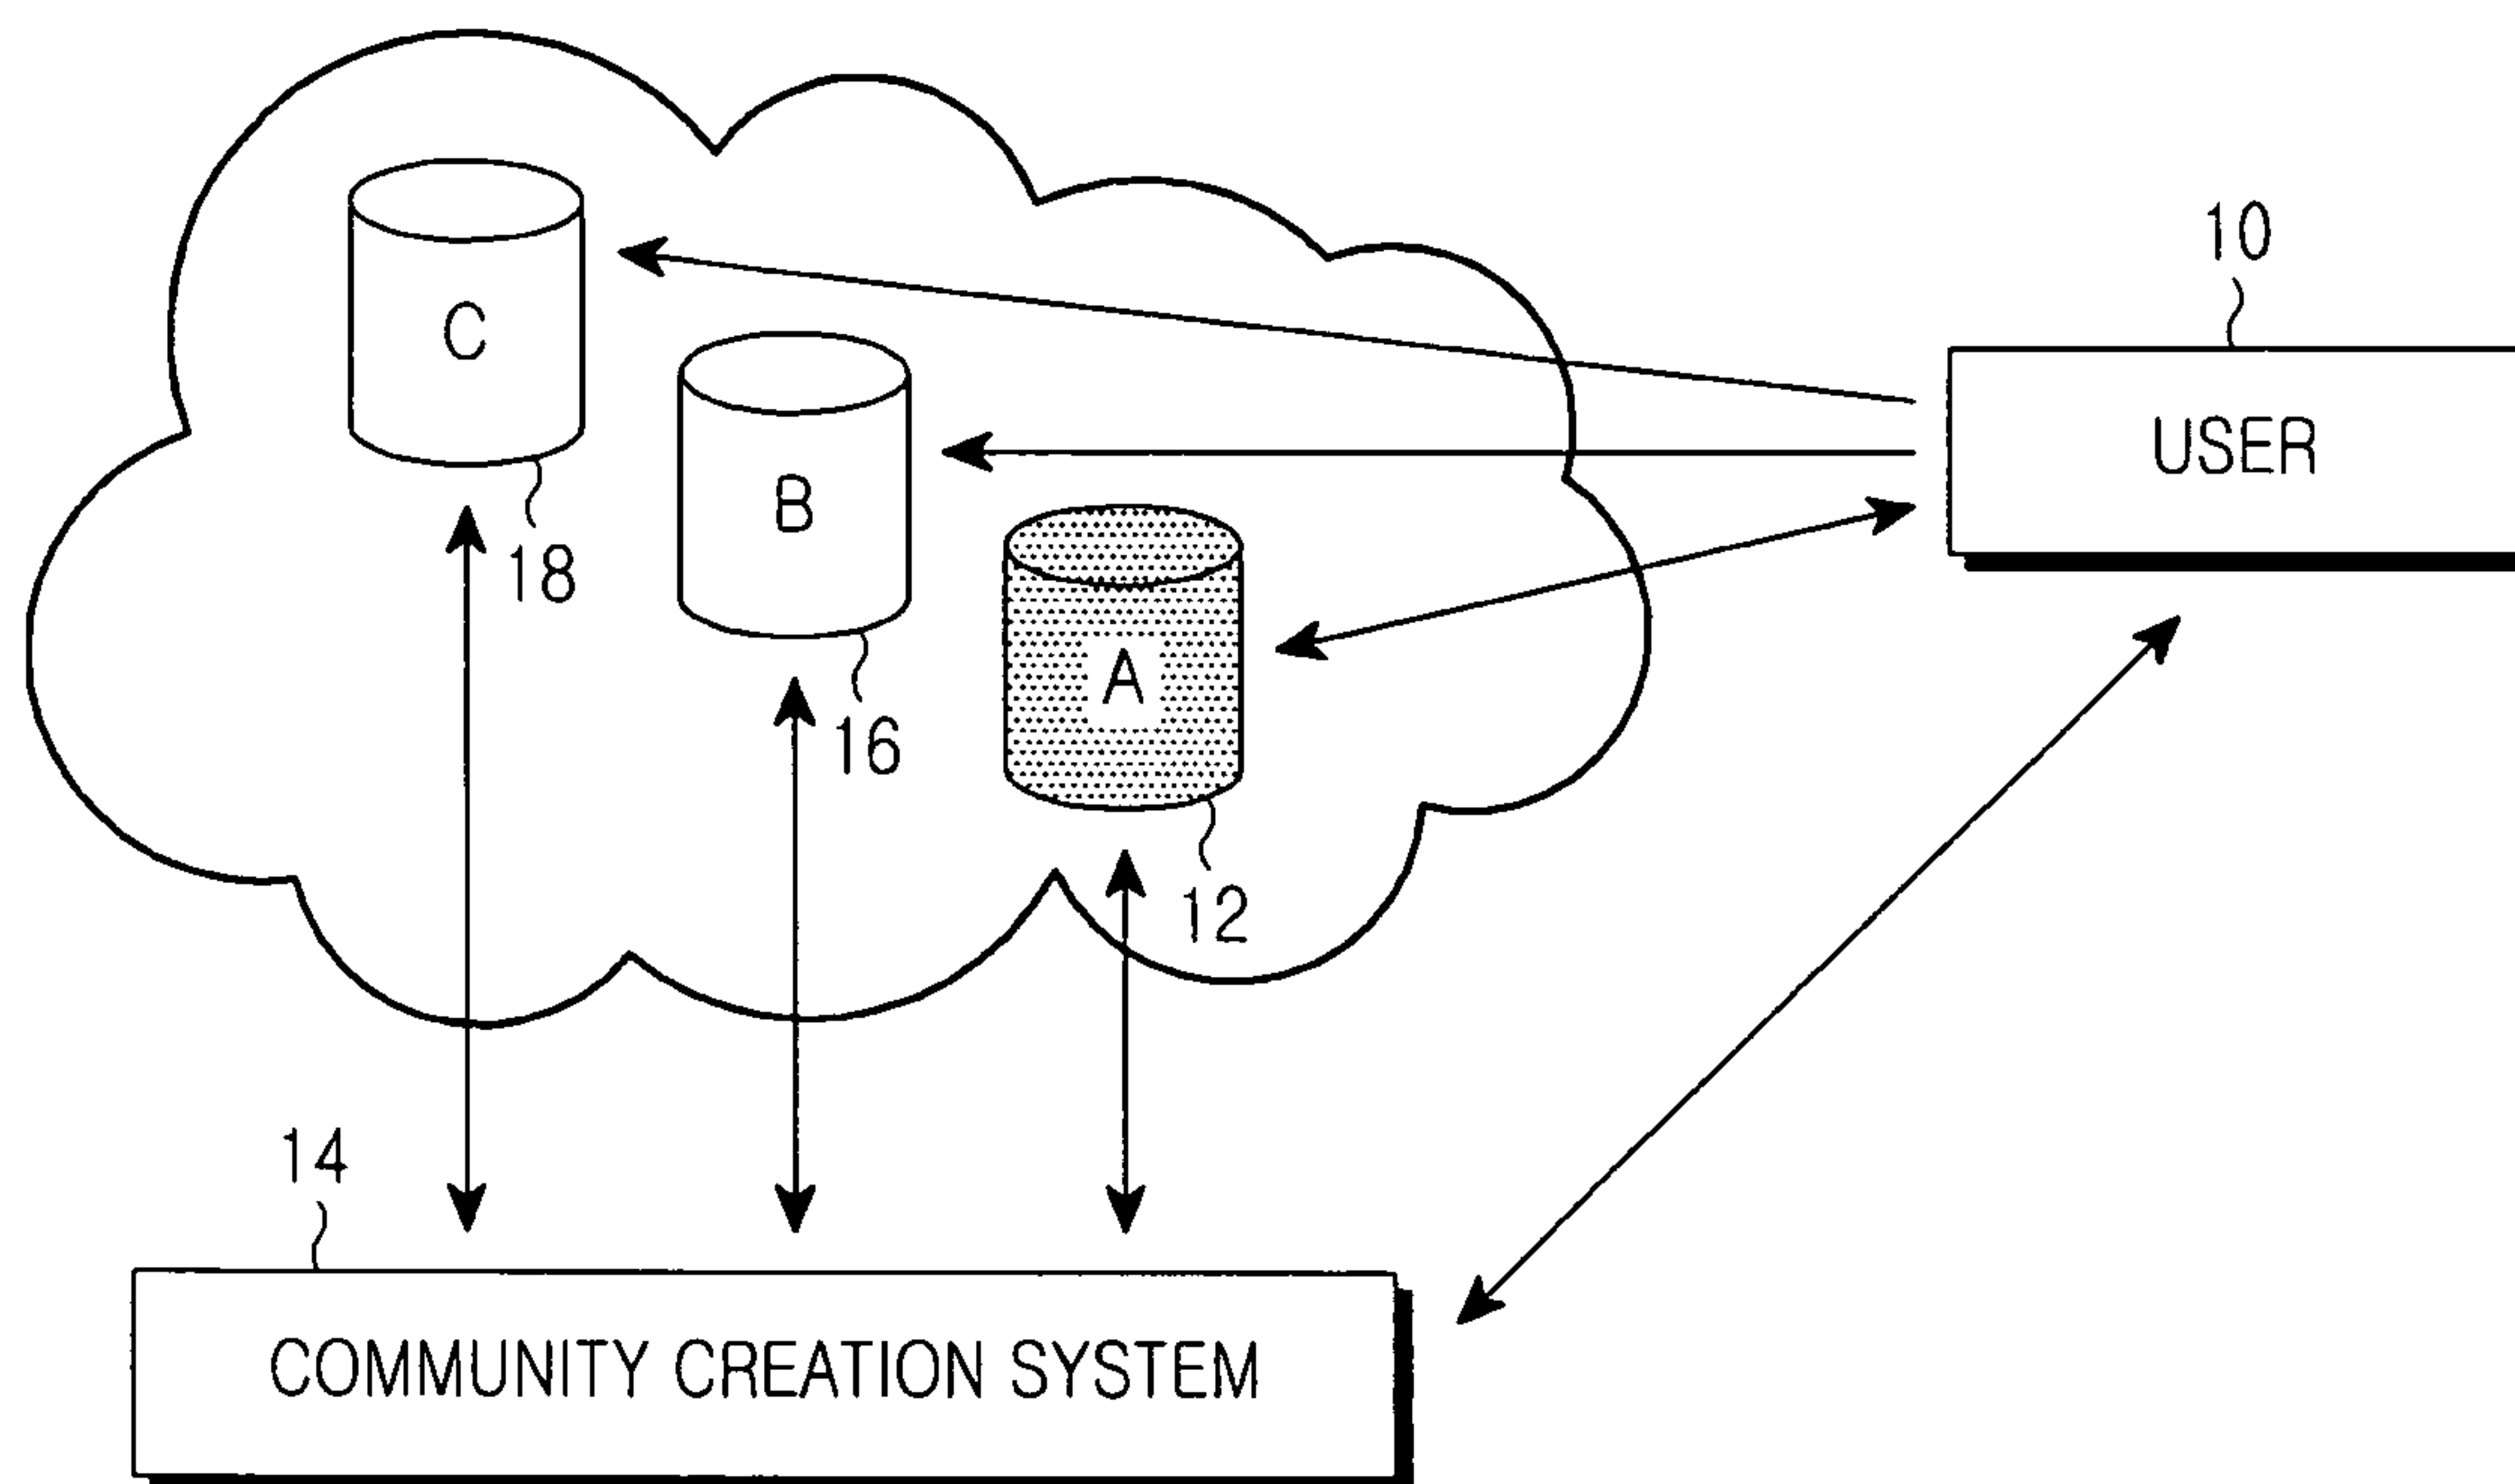 10
C
USER
B
18
A
16
12
14
COMMUNITY CREATION SYSTEM